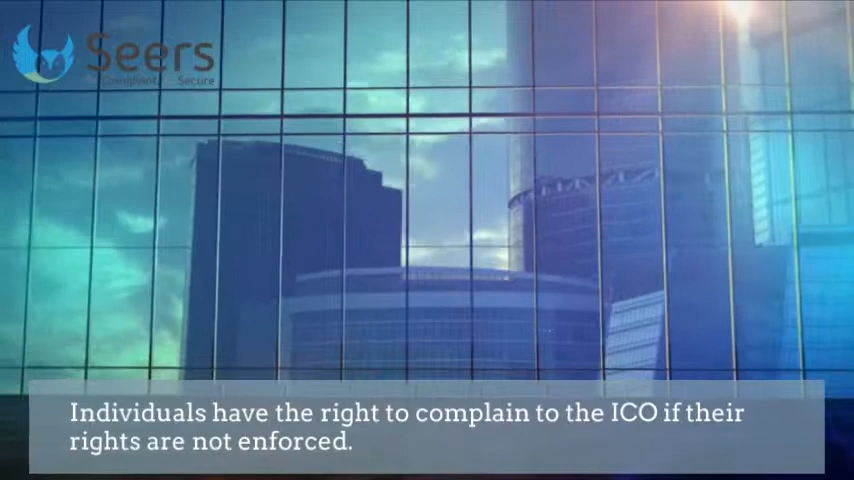 Seers
Compliant Secure
Individuals have the right to complain to the ICO if their
rights are not enforced.